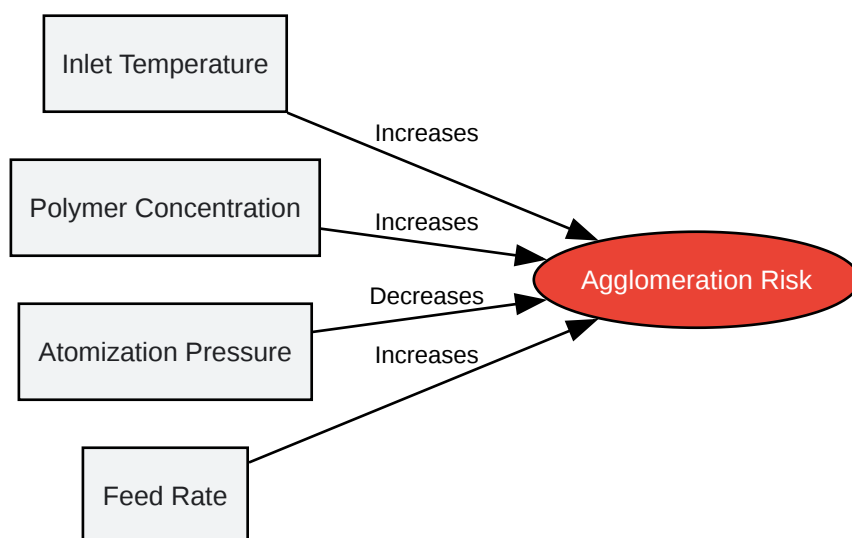 Inlet Temperature
Increases
Polymer Concentration
Increases
Agglomeration Risk
Decreases
Atomization Pressure
Increases
Feed Rate